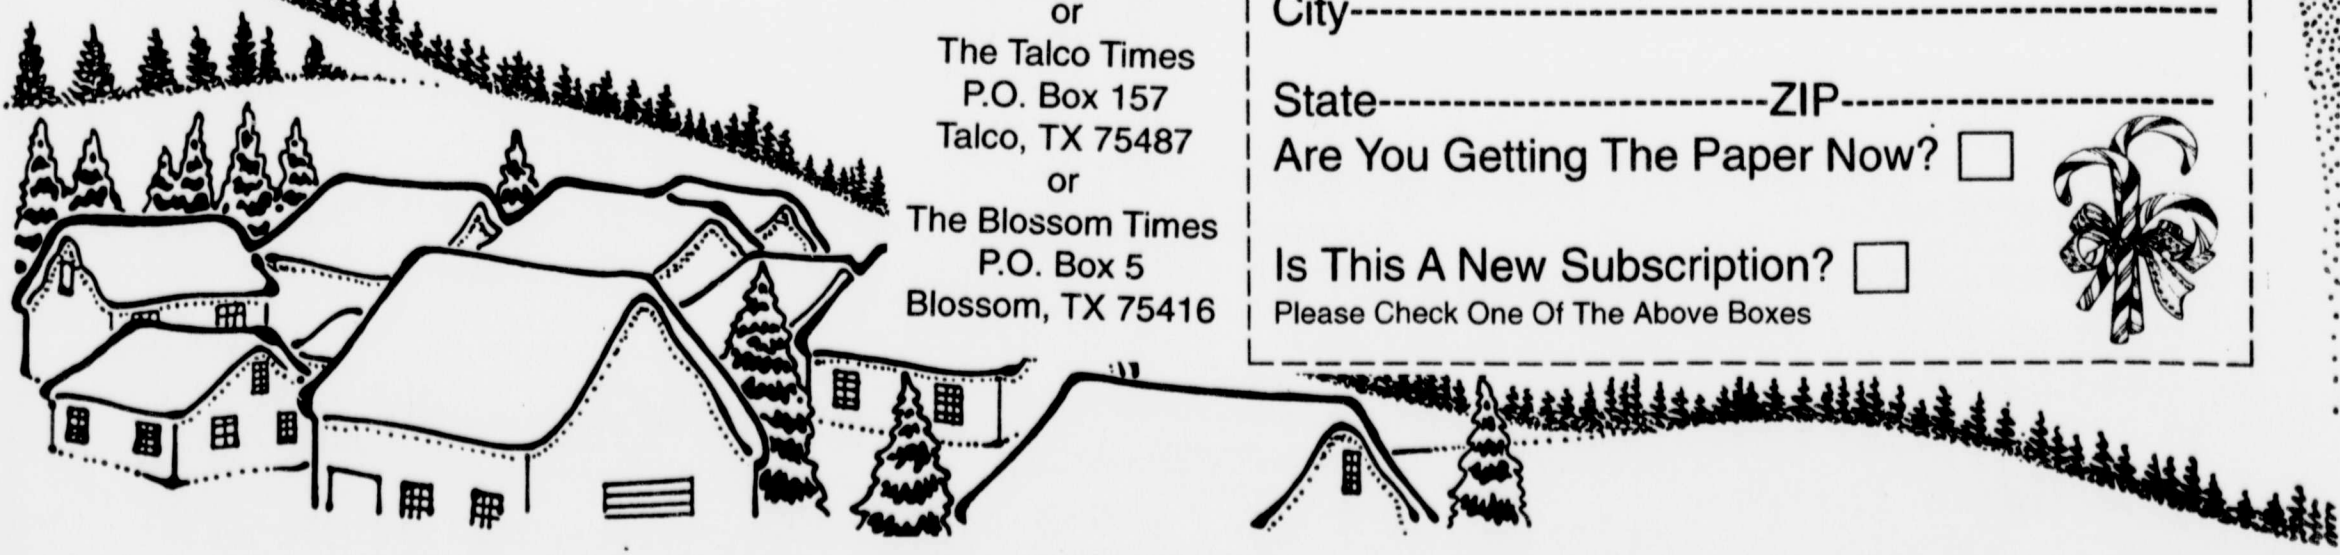 or
The Talco Times
P.O. Box 157
Talco, TX 75487
or
The Blossom Times
P.O. Box 5
Blossom, TX 75416
City
State ZIP
Are You Getting The Paper Now?
Is This A New Subscription?
Please Check One Of The Above Boxes